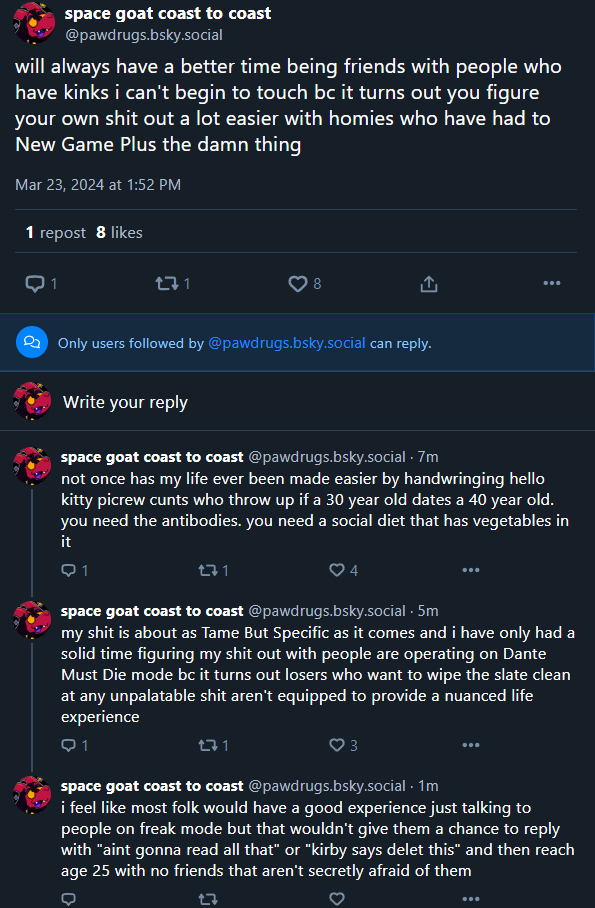 space goat coast to coast
@pawdrugs.bsky.social
will always have a better time being friends with people who
have kinks i can't begin to touch bc it turns out you figure
your own shit out a lot easier with homies who have had to
New Game Plus the damn thing
Mar 23, 2024 at 1:52 PM
1 repost 8 likes
1 1 8
Only users followed by @pawdrugs.bsky.social can reply.
Write your reply
space goat coast to coast @pawdrugs.bsky.social · 7m
not once has my life ever been made easier by handwringing hello
kitty picrew cunts who throw up if a 30 year old dates a 40 year old.
you need the antibodies. you need a social diet that has vegetables in
it
1 1 4
space goat coast to coast @pawdrugs.bsky.social · 5m
my shit is about as Tame But Specific as it comes and i have only had a
solid time figuring my shit out with people are operating on Dante
Must Die mode bc it turns out losers who want to wipe the slate clean
at any unpalatable shit aren't equipped to provide a nuanced life
experience
1 1 3
space goat coast to coast @pawdrugs.bsky.social · 1m
i feel like most folk would have a good experience just talking to
people on freak mode but that wouldn't give them a chance to reply
with "aint gonna read all that" or "kirby says delet this" and then reach
age 25 with no friends that aren't secretly afraid of them